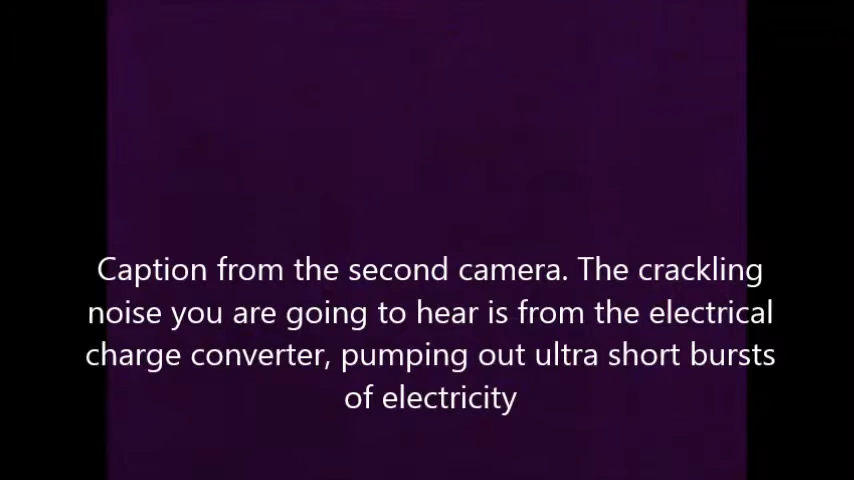 Caption from the second camera. The crackling
noise you are going to hear is from the electrical
charge converter, pumping out ultra short bursts
of electricity